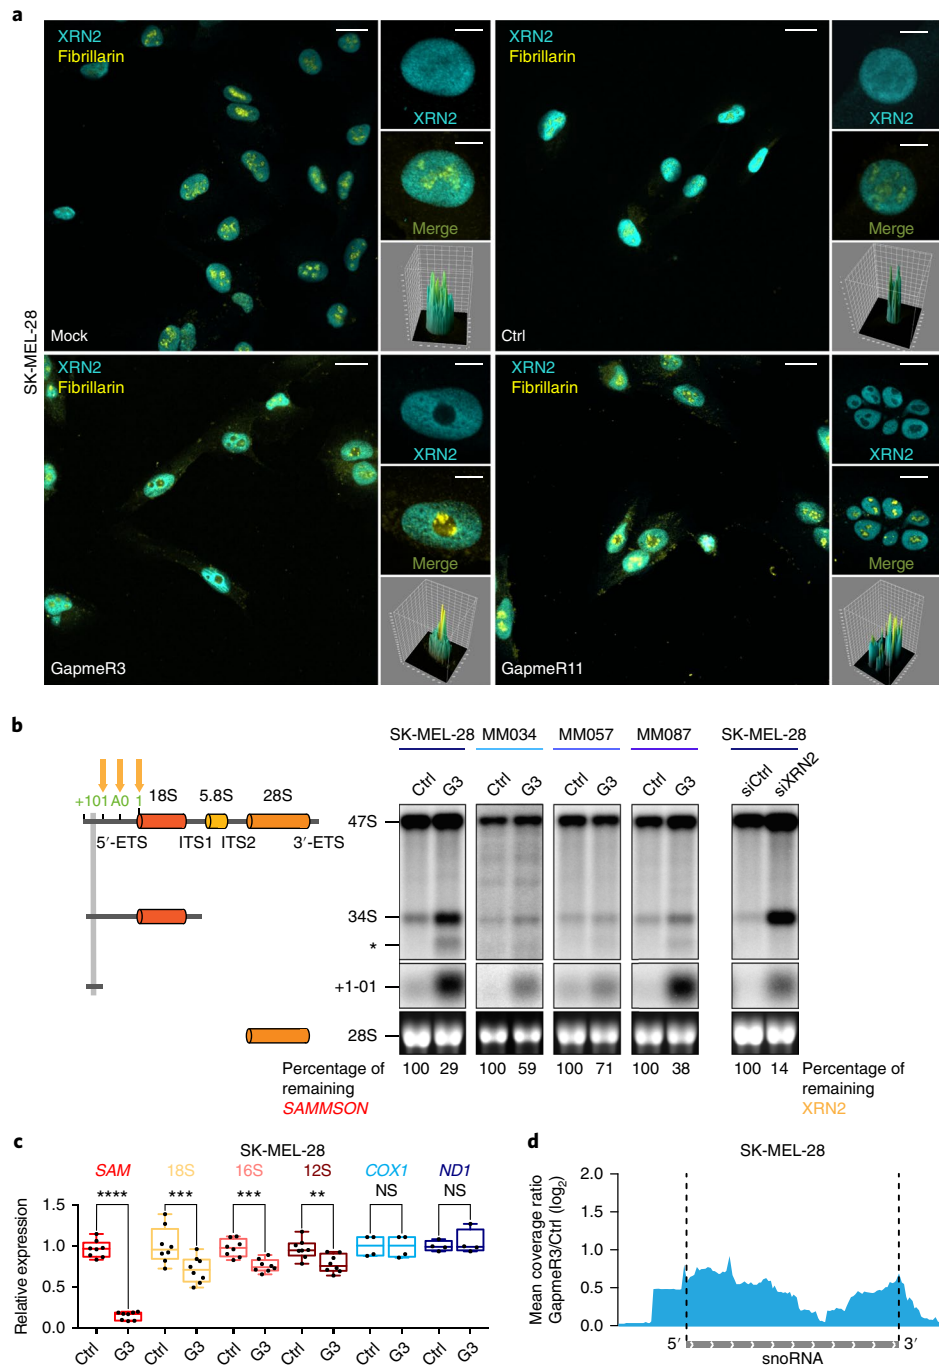 a
SK-MEL-28
XRN2
Fibrillarin
Mock
XRN2
Merge
XRN2
Fibrillarin
Ctrl
XRN2
Merge
XRN2
Fibrillarin
GapmeR3
XRN2
Merge
XRN2
Fibrillarin
GapmeR11
XRN2
Merge
b
SK-MEL-28 MM034 MM057 MM087 SK-MEL-28
Ctrl G3 Ctrl G3 Ctrl G3 Ctrl G3 siCtrl siXRN2
+101 A0 1 18S 5.8S 28S
5′-ETS ITS1 ITS2 3′-ETS
47S
34S
*
+1-01
28S
Percentage of remaining SAMMSON
100 29 100 59 100 71 100 38 100 14
Percentage of remaining XRN2
c
SK-MEL-28
SAM 18S 16S 12S COX1 ND1
**** *** *** ** NS NS
Relative expression
1.5
1.0
0.5
0.0
Ctrl G3 Ctrl G3 Ctrl G3 Ctrl G3 Ctrl G3 Ctrl G3
d
SK-MEL-28
Mean coverage ratio
GapmeR3/Ctrl (log2)
2.0
1.5
1.0
0.5
0.0
5′ 3′
snoRNA